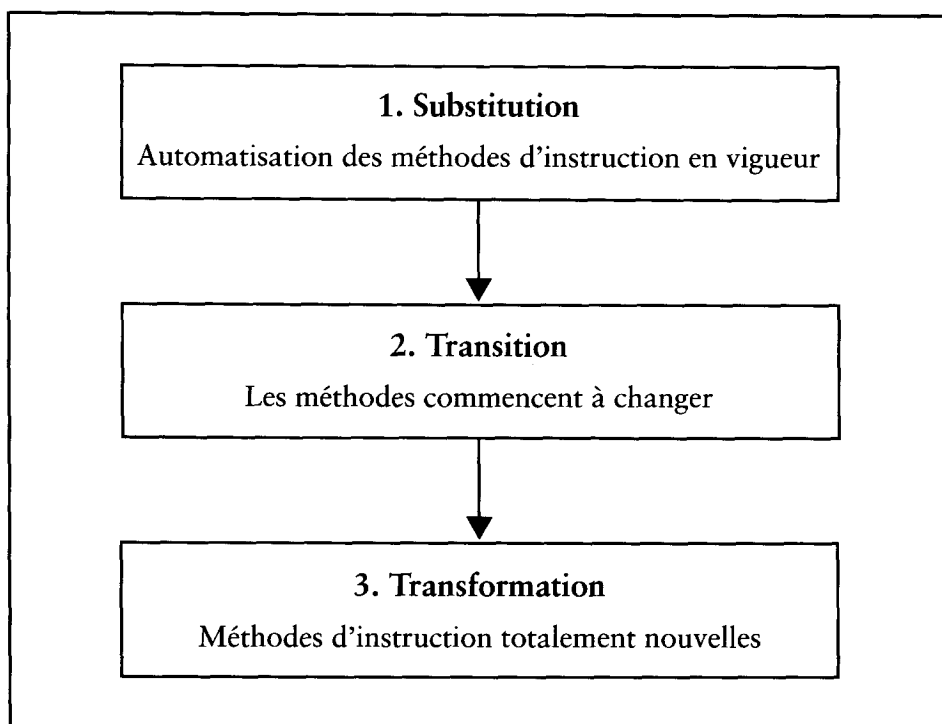 1. Substitution
Automatisation des méthodes d'instruction en vigueur
2. Transition
Les méthodes commencent à changer
3. Transformation
Méthodes d'instruction totalement nouvelles